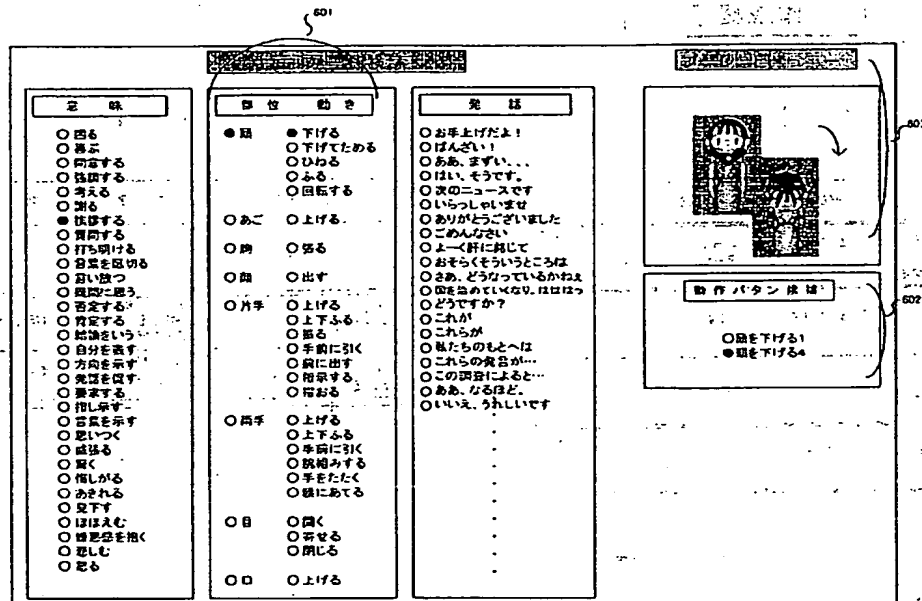 601
意 味
○困る
○喜ぶ
○同意する
○強調する
○考える
○謝る
●挨拶する
○質問する
○打ち明ける
○言葉を区切る
○言い放つ
○疑問に思う
○否定する
○肯定する
○結論をいう
○自分を表す
○方向を示す
○発話を促す
○要求する
○指し示す
○言葉を示す
○思いつく
○威張る
○驚く
○悔しがる
○あきれる
○見下す
○ほほえむ
○嫌悪感を抱く
○悲しむ
○怒る
部 位 動 き
●頭 ●下げる
○下げてためる
○ひねる
○ふる
○回転する
○あご ○上げる
○胸 ○張る
○顔 ○出す
○片手 ○上げる
○上下ふる
○振る
○手前に引く
○前に出す
○指示する
○両手 ○上げる
○上下ふる
○手前に引く
○腕組みする
○手をたたく
○目 ○開く
○寄せる
○閉じる
○口 ○上げる
発 話
○お手上げだよ!
○ばんざい!
○ああ、まずい...
○はい、そうです。
○次のニュースです
○いらっしゃいませ
○ありがとうございました
○ごめんなさい
○よーく肝に銘じて
○おそらくそういうところは
○さあ、どうなっているかねぇ
○どうですか?
○これが
○これらが
○私たちのもとへは
○これらの発言が…
○この調査によると…
○ああ、なるほど。
○いいえ、うれしいです
603
動 作 パ タ ン 候 補
○頭を下げる1
●頭を下げる4
602